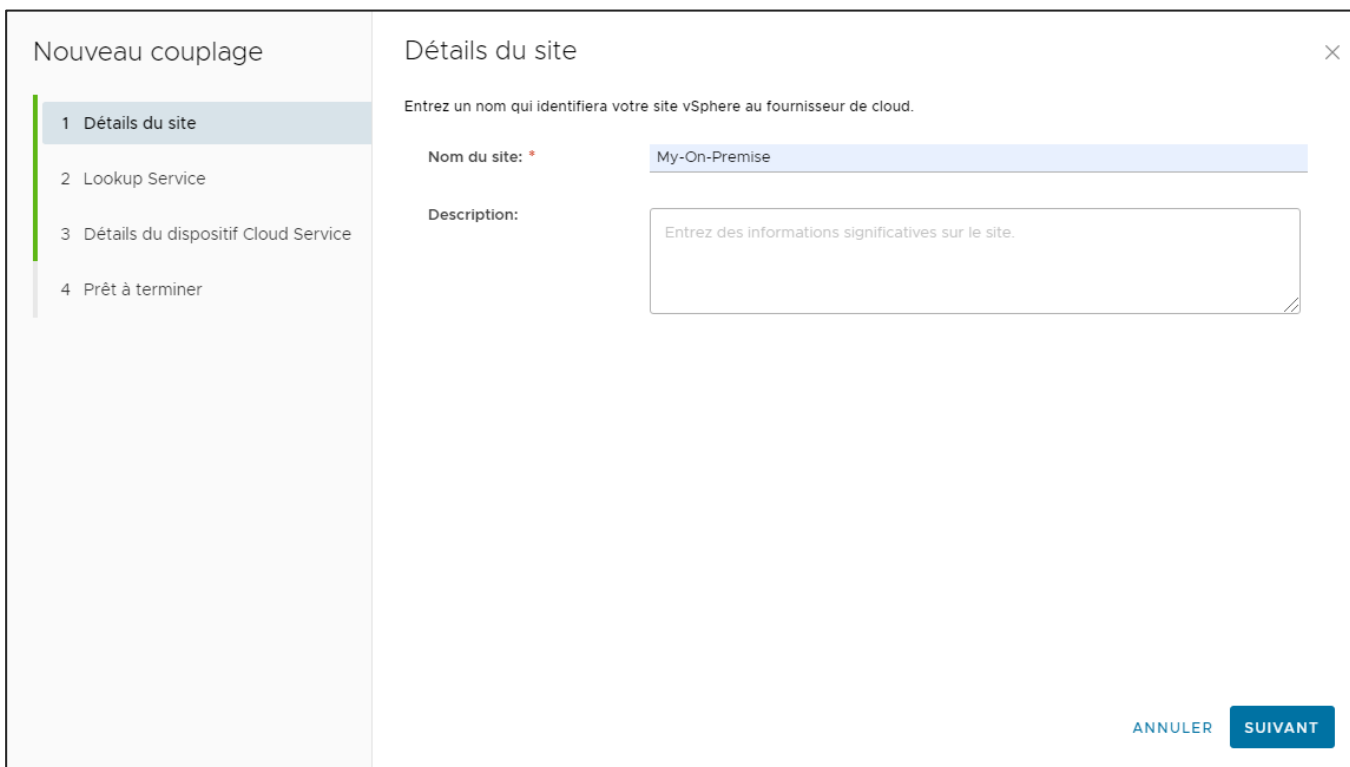 Nouveau couplage
1 Détails du site
2 Lookup Service
3 Détails du dispositif Cloud Service
4 Prêt à terminer
Détails du site
Entrez un nom qui identifiera votre site vSphere au fournisseur de cloud.
Nom du site: * My-On-Premise
Description: Entrez des informations significatives sur le site.
ANNULER SUIVANT